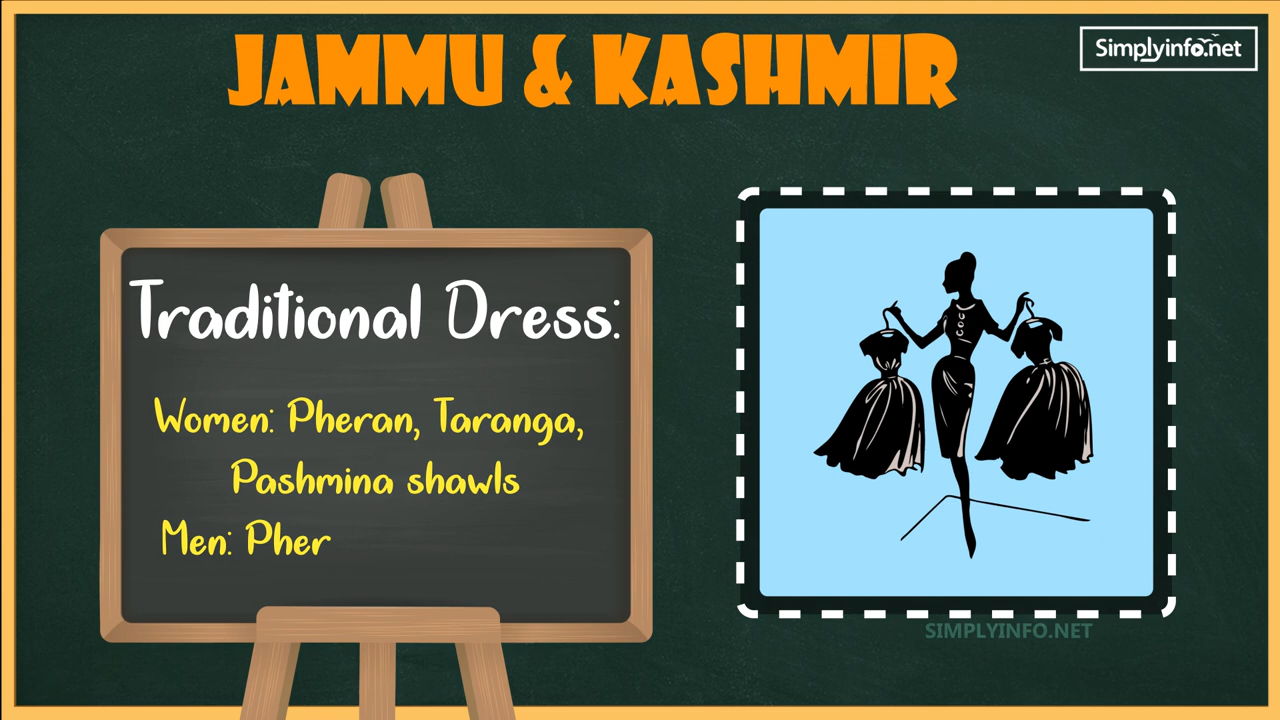 JAMMU & KASHMIR
Simplyinfo.net
Traditional Dress:
Women: Pheran, Taranga,
Pashmina shawls
Men: Pher
SIMPLYINFO.NET